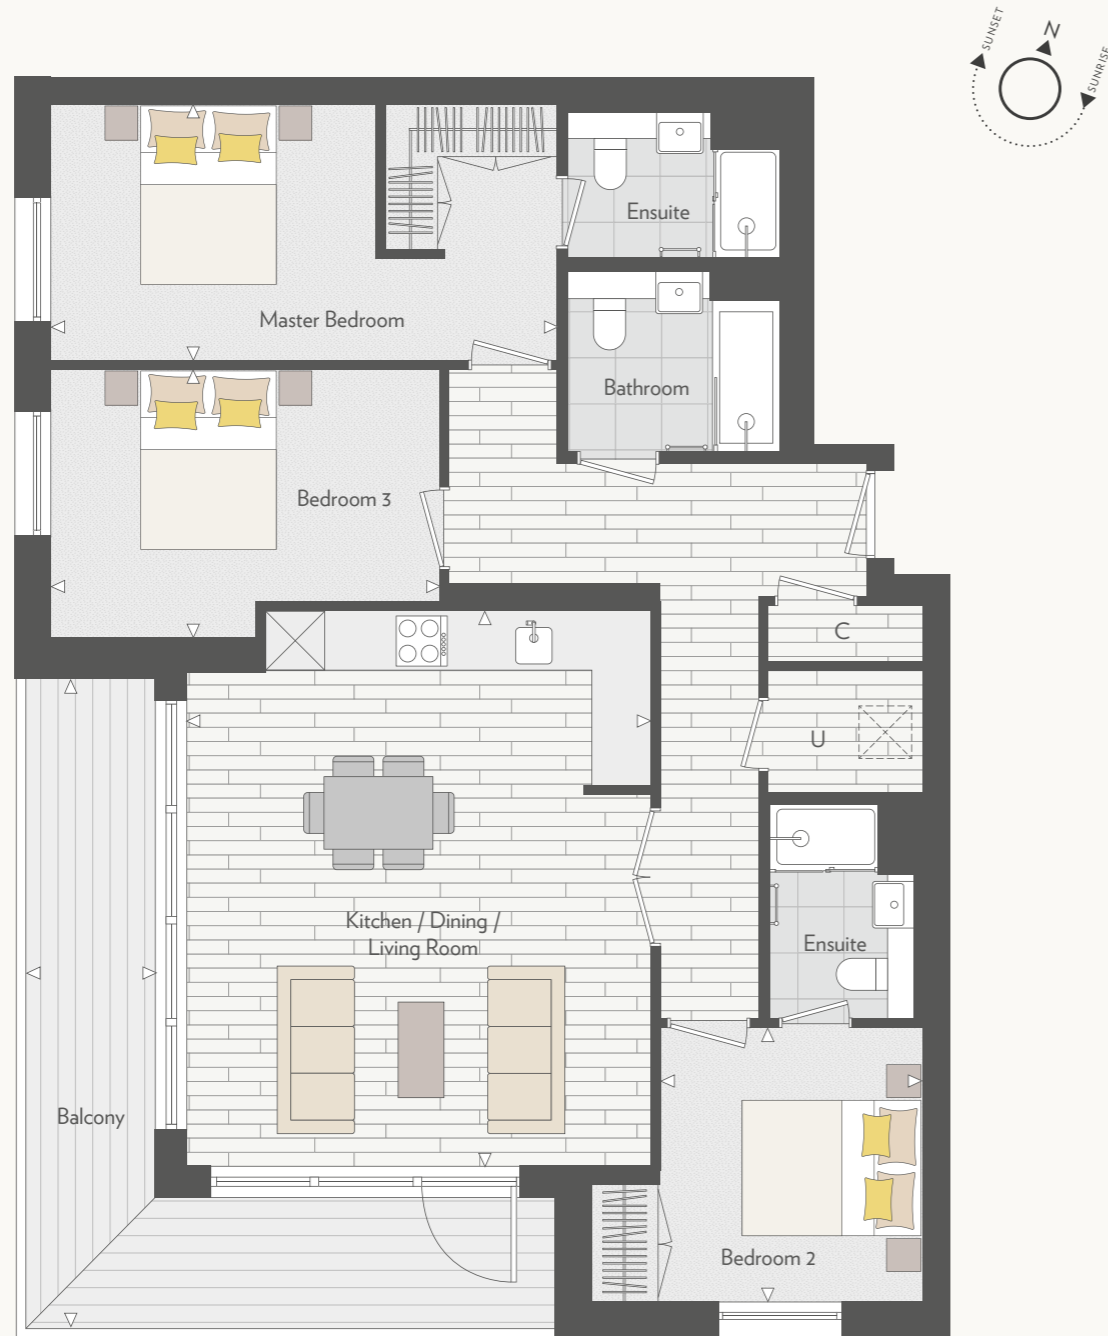 SUNSET
N
SUNRISE
Ensuite
Master Bedroom
Bathroom
Bedroom 3
C
U
Kitchen / Dining /
Living Room
Ensuite
Balcony
Bedroom 2